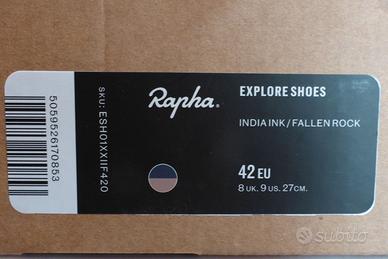 5059526170853
SKU: ESH01XXIIF420
Rapha.
EXPLORE SHOES
INDIA INK/FALLEN ROCK
42 EU
8 UK. 9 US. 27CM.
subito